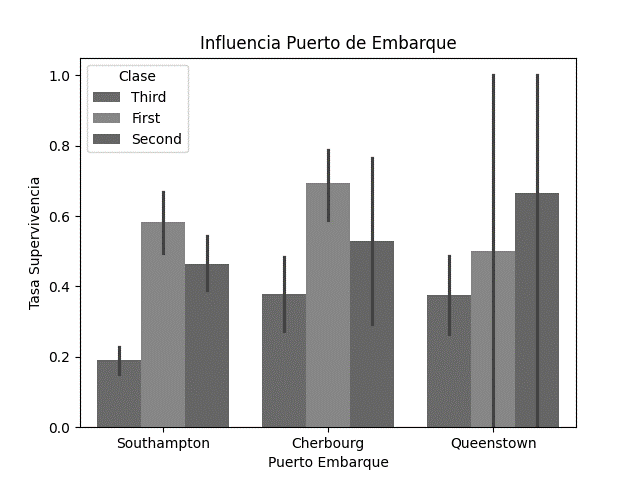 Influencia Puerto de Embarque
Clase
Third
First
Second
1.0
0.8
0.6
0.4
0.2
0.0
Tasa Supervivencia
Southampton
Cherbourg
Queenstown
Puerto Embarque